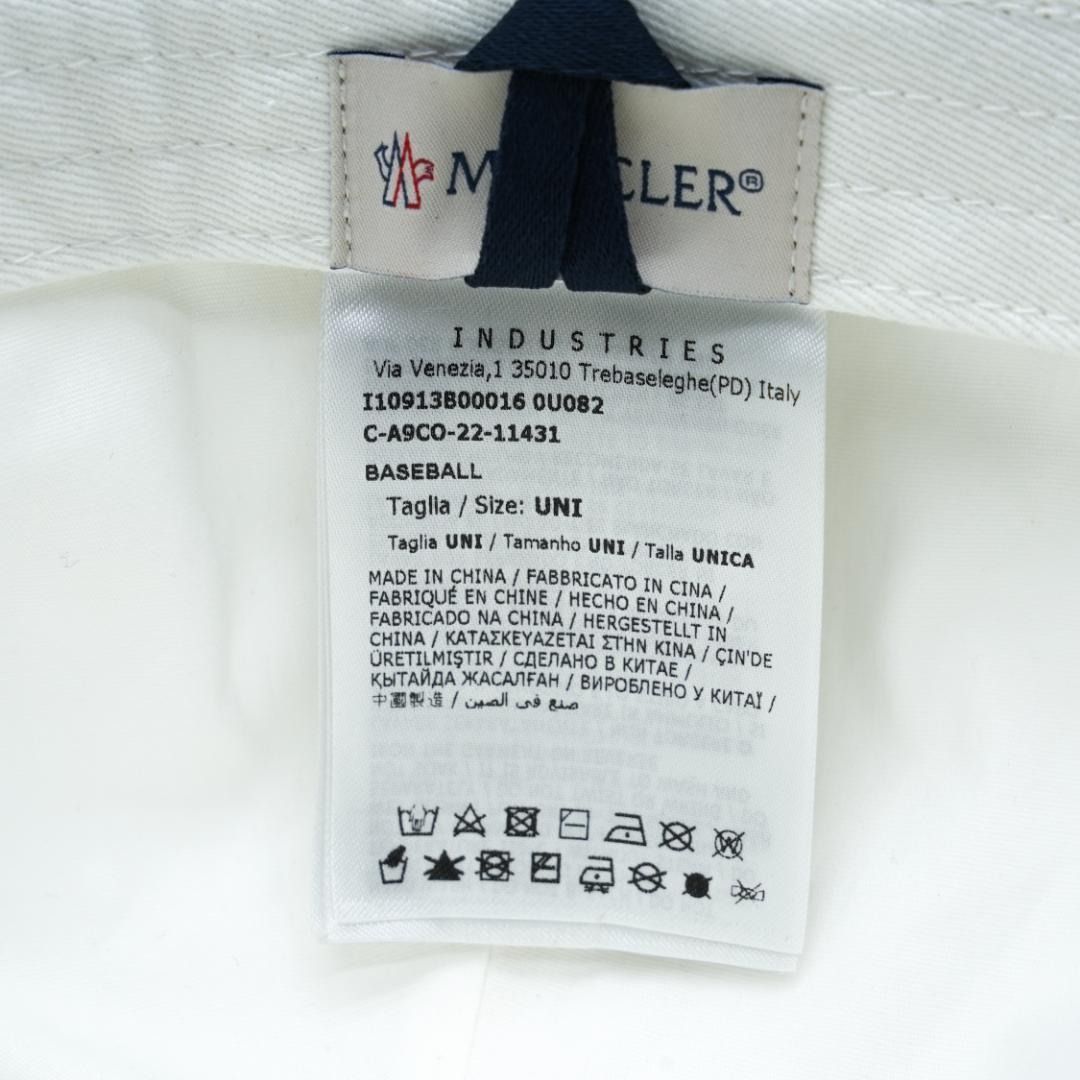 M CLER®
INDUSTRIES
Via Venezia,1 35010 Trebaseleghe(PD) Italy
I10913B00016 0U082
C-A9CO-22-11431
BASEBALL
Taglia / Size: UNI
Taglia UNI / Tamanho UNI / Talla UNICA
MADE IN CHINA / FABBRICATO IN CINA /
FABRIQUÉ EN CHINE / HECHO EN CHINA /
FABRICADO NA CHINA / HERGESTELLT IN
CHINA / ΚΑΤΑΣΚΕΥΑΖΕΤΑΙ ΣΤΗΝ ΚΙΝΑ / ÇIN'DE
ÜRETILMIŞTIR / СДЕЛАНО В КИТАЕ /
ҚЫТАЙДА ЖАСАЛҒАН / ВИРОБЛЕНО У КИТАЇ /
中國製造 / صنع في الصين